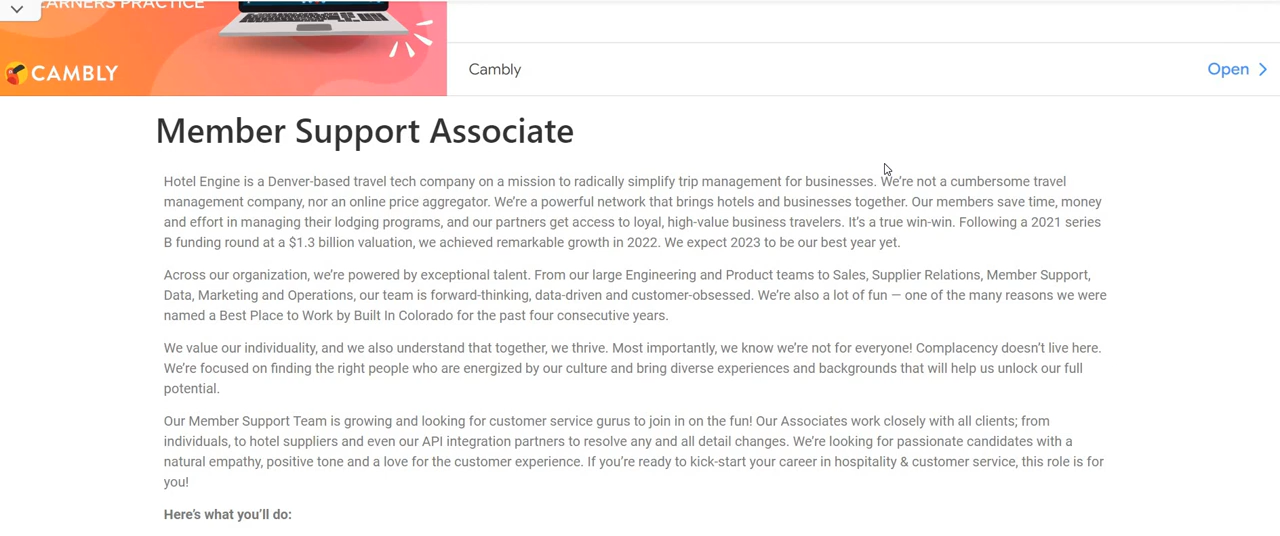 EARNERS PRACTICE
CAMBLY
Cambly
Open
Member Support Associate
Hotel Engine is a Denver-based travel tech company on a mission to radically simplify trip management for businesses. We’re not a cumbersome travel
management company, nor an online price aggregator. We’re a powerful network that brings hotels and businesses together. Our members save time, money
and effort in managing their lodging programs, and our partners get access to loyal, high-value business travelers. It’s a true win-win. Following a 2021 series
B funding round at a $1.3 billion valuation, we achieved remarkable growth in 2022. We expect 2023 to be our best year yet.
Across our organization, we’re powered by exceptional talent. From our large Engineering and Product teams to Sales, Supplier Relations, Member Support,
Data, Marketing and Operations, our team is forward-thinking, data-driven and customer-obsessed. We’re also a lot of fun — one of the many reasons we were
named a Best Place to Work by Built In Colorado for the past four consecutive years.
We value our individuality, and we also understand that together, we thrive. Most importantly, we know we’re not for everyone! Complacency doesn’t live here.
We’re focused on finding the right people who are energized by our culture and bring diverse experiences and backgrounds that will help us unlock our full
potential.
Our Member Support Team is growing and looking for customer service gurus to join in on the fun! Our Associates work closely with all clients; from
individuals, to hotel suppliers and even our API integration partners to resolve any and all detail changes. We’re looking for passionate candidates with a
natural empathy, positive tone and a love for the customer experience. If you’re ready to kick-start your career in hospitality & customer service, this role is for
you!
Here’s what you’ll do: